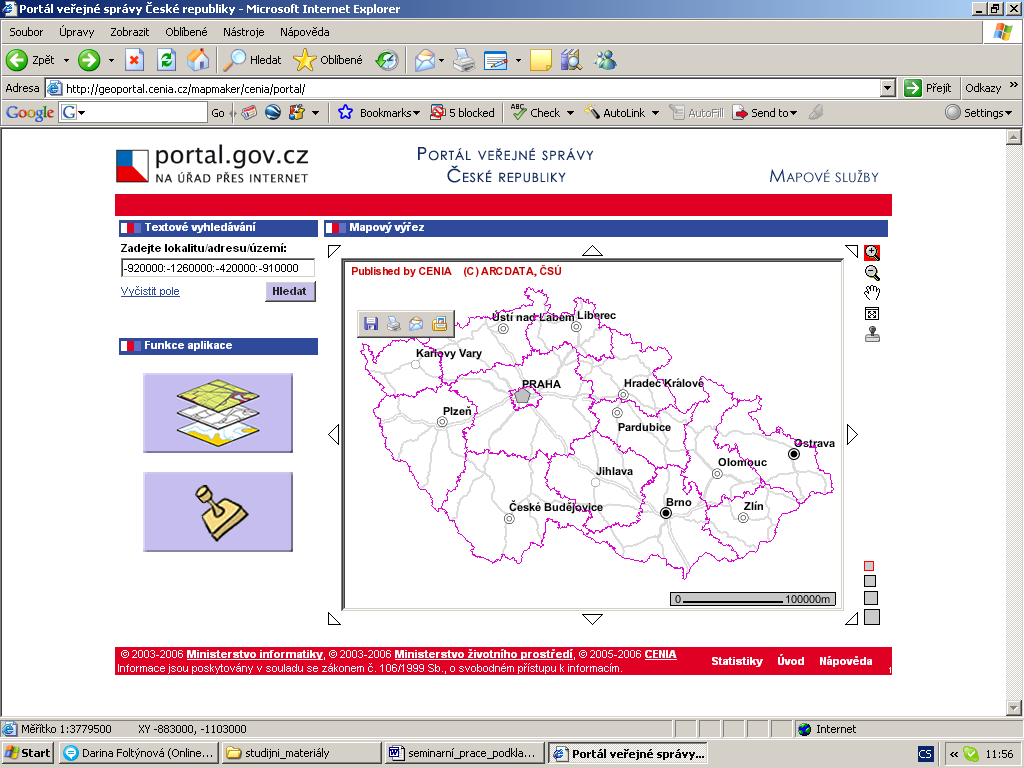 Portál veřejné správy České republiky - Microsoft Internet Explorer
Soubor Úpravy Zobrazit Oblíbené Nástroje Nápověda
Zpět Hledat Oblíbené
Adresa http://geoportal.cenia.cz/mapmaker/cenia/portal/ Přejít Odkazy »
Google G Go Bookmarks 5 blocked ABC Check AutoLink AutoFill Send to Settings
portal.gov.cz
NA ÚŘAD PŘES INTERNET
PORTÁL VEŘEJNÉ SPRÁVY
ČESKÉ REPUBLIKY
MAPOVÉ SLUŽBY
Textové vyhledávání
Mapový výřez
Zadejte lokalitu/adresu/území:
-920000:-1260000:-420000:-910000
Vyčistit pole Hledat
Funkce aplikace
Published by CENIA (C) ARCDATA, ČSÚ
Ústí nad Labem Liberec
Karlovy Vary
PRAHA Hradec Králové
Plzeň
Pardubice
Ostrava
Olomouc
Jihlava
Brno Zlín
České Budějovice
0 100000m
© 2003-2006 Ministerstvo informatiky, © 2003-2006 Ministerstvo životního prostředí, © 2005-2006 CENIA
Informace jsou poskytovány v souladu se zákonem č. 106/1999 Sb., o svobodném přístupu k informacím.
Statistiky Úvod Nápověda
Měřítko 1:3779500 XY -883000, -1103000 Internet
Start Darina Foltýnová (Online... studijni_materiály seminarní_prace_podkla... Portál veřejné správy... CS « 11:56